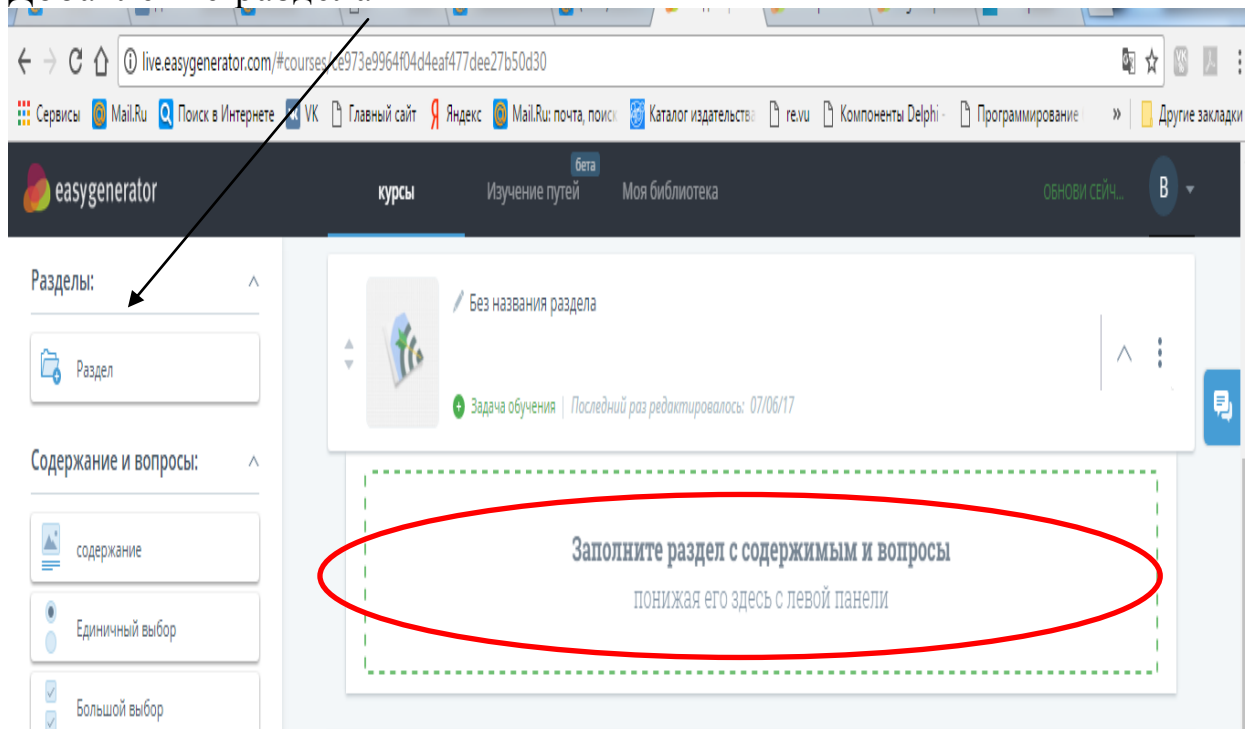 live.easygenerator.com/#courses/ce973e9964f04d4eaf477dee27b50d30
Сервисы Mail.Ru Поиск в Интернете VK Главный сайт Яндекс Mail.Ru: почта, поиск Каталог издательства re.vu Компоненты Delphi - Программирование » Другие закладки
бета
easygenerator курсы Изучение путей Моя библиотека ОБНОВИ СЕЙЧ... В
Разделы:
Без названия раздела
Раздел
Задача обучения | Последний раз редактировалось: 07/06/17
Содержание и вопросы:
содержание
Заполните раздел с содержимым и вопросы
понижая его здесь с левой панели
Единичный выбор
Большой выбор